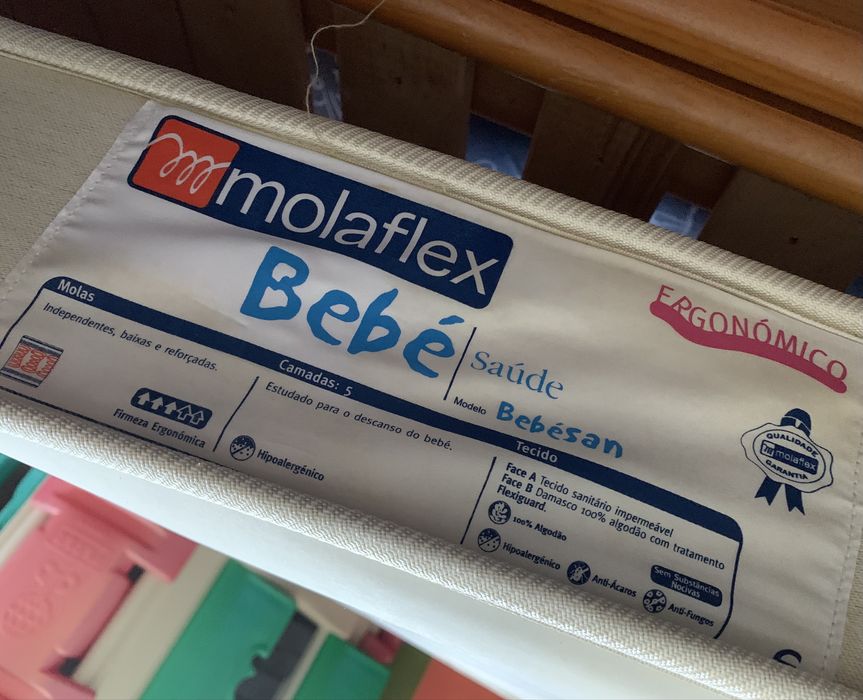 molaflex
Bebé
Saúde
Modelo Bebésan
ERGONÓMICO
QUALIDADE
molaflex
GARANTIA
Molas
Independentes, baixas e reforçadas.
Firmeza Ergonómica
Camadas: 5
Estudado para o descanso do bebé.
Hipoalergénico
Tecido
Face A Tecido sanitário impermeável
Face B Damasco 100% algodão com tratamento
Flexiguard.
100% Algodão
Hipoalergénico
Anti-Ácaros
Sem Substâncias
Nocivas
Anti-Fungos